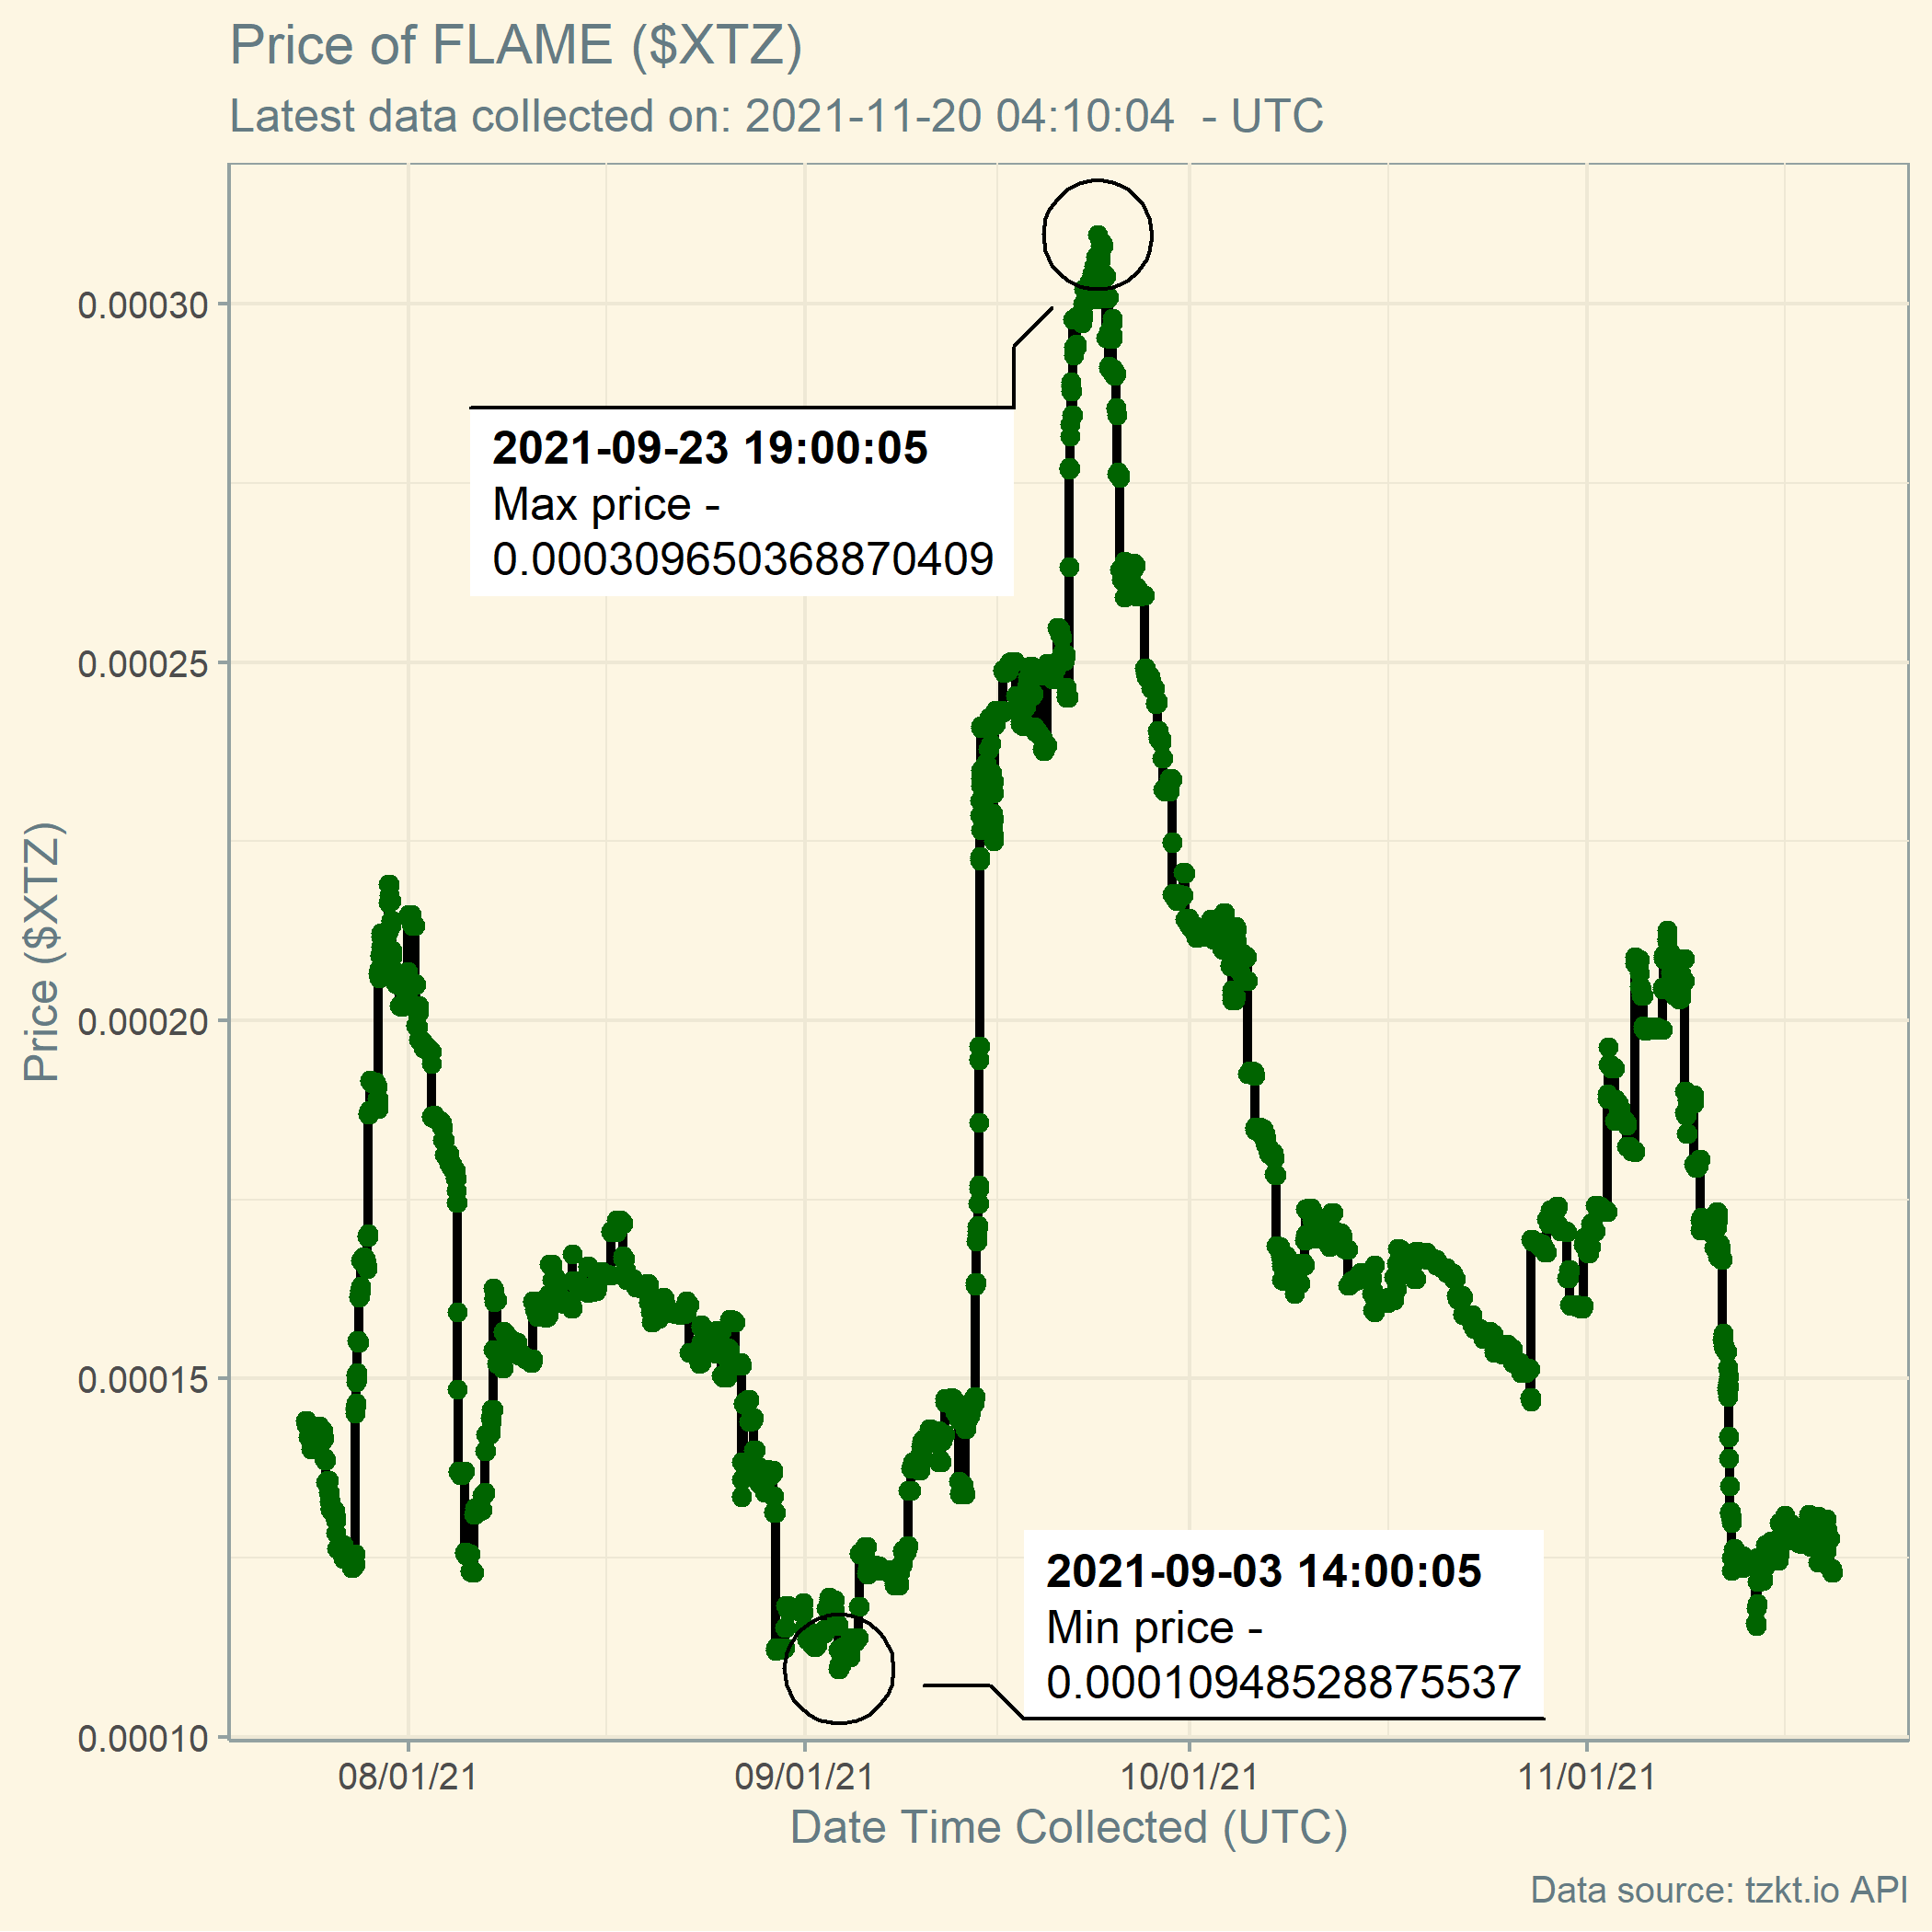 Price of FLAME ($XTZ)
Latest data collected on: 2021-11-20 04:10:04  - UTC
0.00030
2021-09-23 19:00:05
Max price -
0.000309650368870409
0.00025
Price ($XTZ)
0.00020
0.00015
2021-09-03 14:00:05
Min price -
0.00010948528875537
0.00010
08/01/21
09/01/21
10/01/21
11/01/21
Date Time Collected (UTC)
Data source: tzkt.io API